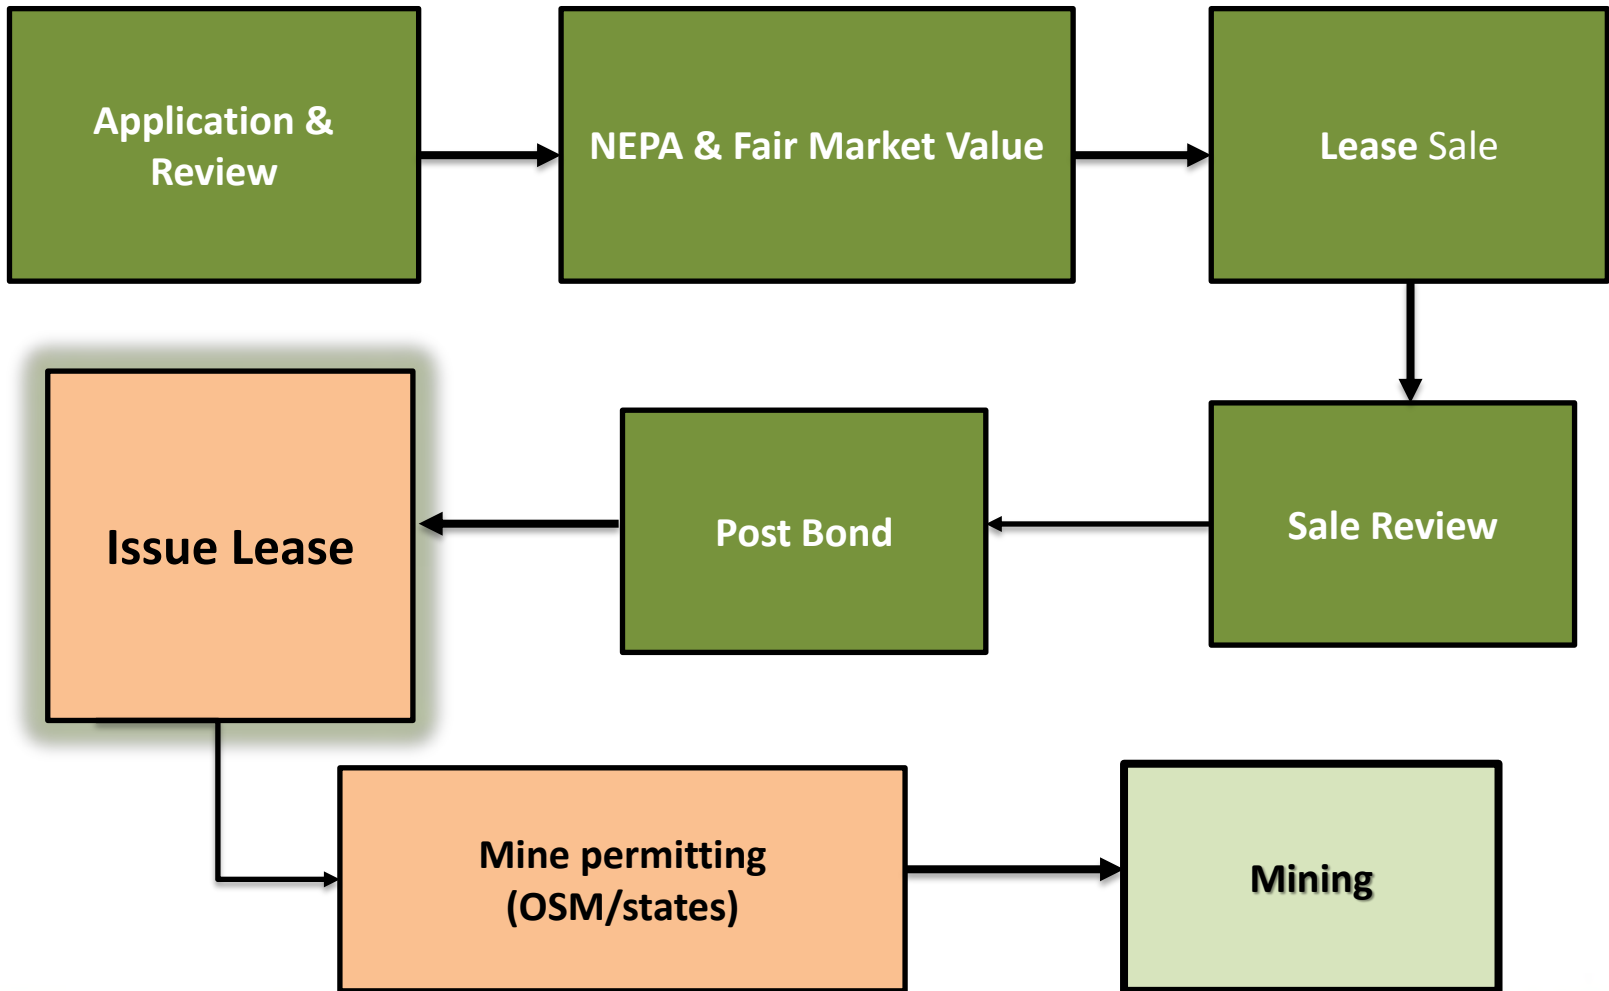 Application &
Review
NEPA & Fair Market Value
Lease Sale
Issue Lease
Post Bond
Sale Review
Mine permitting
(OSM/states)
Mining